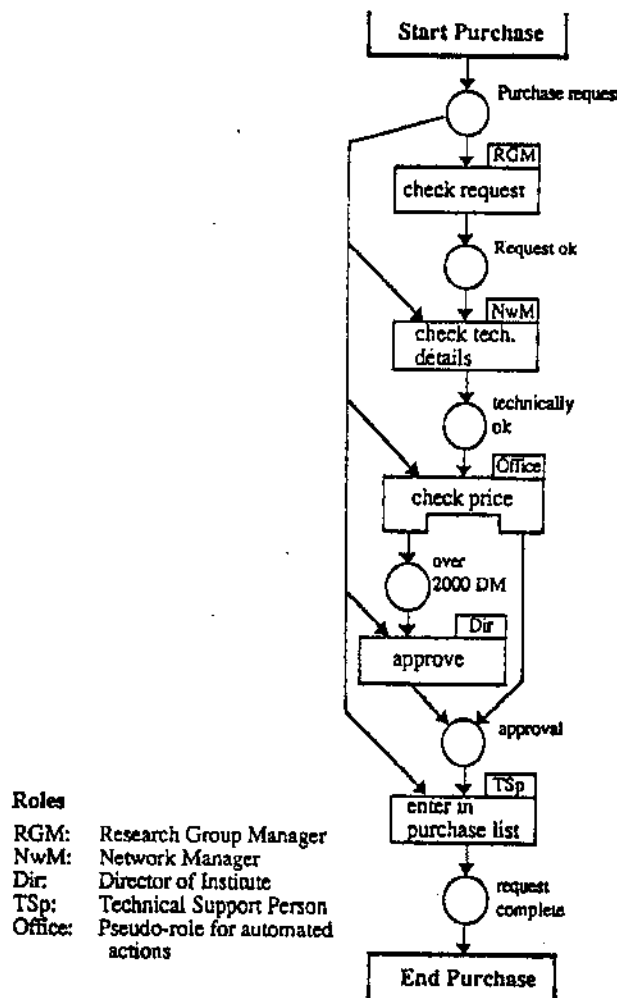 Start Purchase
Purchase request
RGM
check request
Request ok
NwM
check tech.
détails
technically
ok
Office
check price
over
2000 DM
Dir
approve
approval
TSp
enter in
purchase list
request
complete
End Purchase
Roles
RGM: Research Group Manager
NwM: Network Manager
Dir: Director of Institute
TSp: Technical Support Person
Office: Pseudo-role for automated
actions